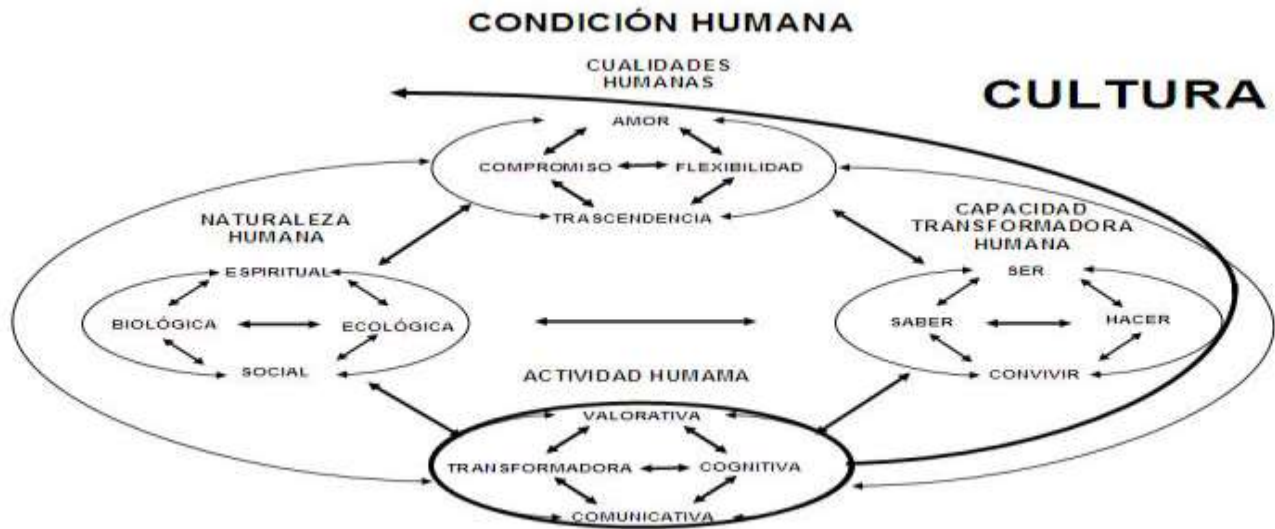 CONDICIÓN HUMANA
CUALIDADES
HUMANAS
CULTURA
AMOR
COMPROMISO
FLEXIBILIDAD
TRASCENDENCIA
NATURALEZA
HUMANA
ESPIRITUAL
BIOLÓGICA
ECOLÓGICA
SOCIAL
CAPACIDAD
TRANSFORMADORA
HUMANA
SER
SABER
HACER
CONVIVIR
ACTIVIDAD HUMAMA
VALORATIVA
TRANSFORMADORA
COGNITIVA
COMUNICATIVA